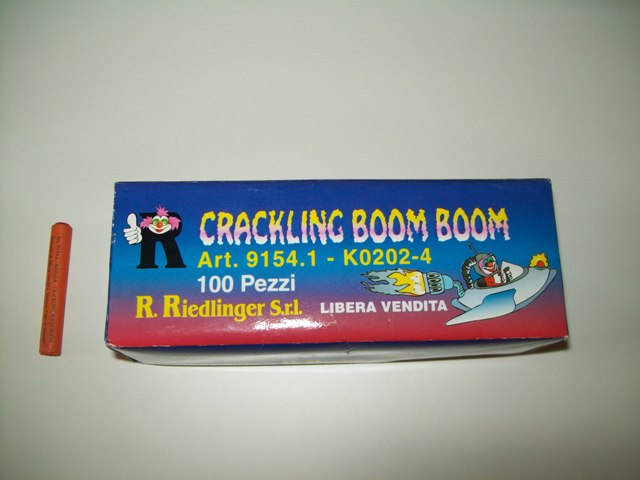 R
CRACKLING BOOM BOOM
Art. 9154.1 - K0202-4
100 Pezzi
R. Riedlinger S.r.l.
LIBERA VENDITA